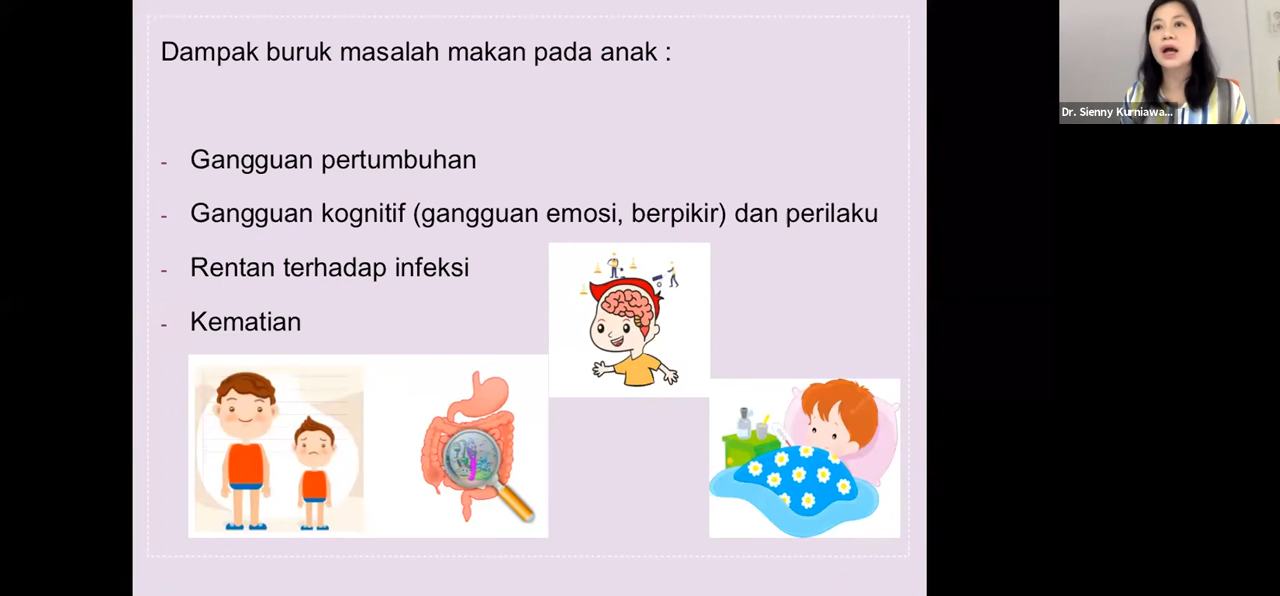 Dampak buruk masalah makan pada anak :
- Gangguan pertumbuhan
- Gangguan kognitif (gangguan emosi, berpikir) dan perilaku
- Rentan terhadap infeksi
- Kematian
Dr. Sienny Kurniawa...